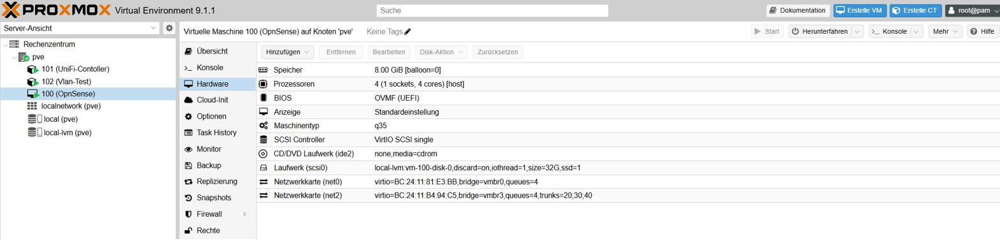 PROXMOX Virtual Environment 9.1.1 Suche Dokumentation Erstelle VM Erstelle CT root@pam
Server-Ansicht
Virtuelle Maschine 100 (OpnSense) auf Knoten 'pve' Keine Tags Start Herunterfahren >_ Konsole Mehr Hilfe
Rechenzentrum
pve
101 (UniFi-Contoller)
102 (Vlan-Test)
100 (OpnSense)
localnetwork (pve)
local (pve)
local-lvm (pve)
Übersicht
>_ Konsole
Hardware
Cloud-Init
Optionen
Task History
Monitor
Backup
Replizierung
Snapshots
Firewall
Rechte
Hinzufügen Entfernen Bearbeiten Disk-Aktion Zurücksetzen
Speicher 8.00 GiB [balloon=0]
Prozessoren 4 (1 sockets, 4 cores) [host]
BIOS OVMF (UEFI)
Anzeige Standardeinstellung
Maschinentyp q35
SCSI Controller VirtIO SCSI single
CD/DVD Laufwerk (ide2) none,media=cdrom
Laufwerk (scsi0) local-lvm:vm-100-disk-0,discard=on,iothread=1,size=32G,ssd=1
Netzwerkkarte (net0) virtio=BC:24:11:81:E3:BB,bridge=vmbr0,queues=4
Netzwerkkarte (net2) virtio=BC:24:11:B4:94:C5,bridge=vmbr3,queues=4,trunks=20;30;40